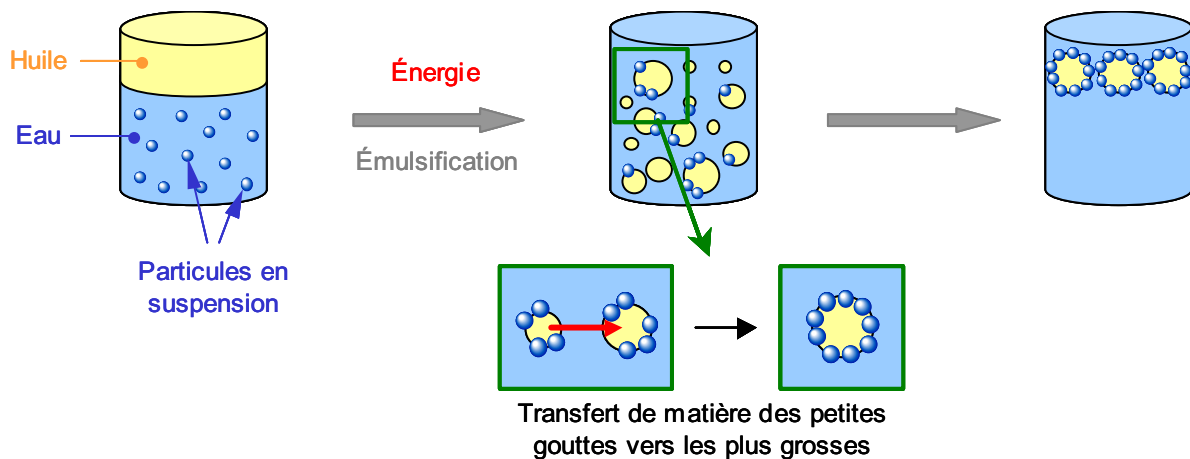 Huile
Énergie
Eau
Émulsification
Particules en
suspension
Transfert de matière des petites
gouttes vers les plus grosses